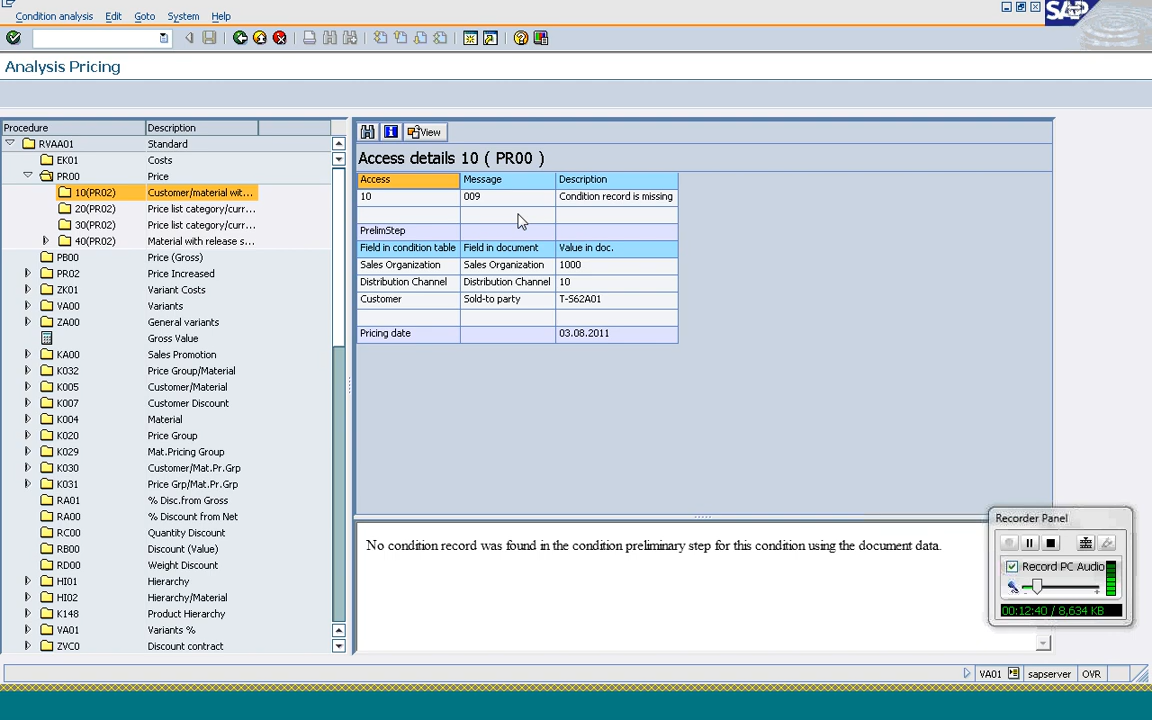 Condition analysis Edit Goto System Help
SAP
Analysis Pricing
Procedure Description
RVAA01 Standard
EK01 Costs
PR00 Price
10(PR02) Customer/material wit...
20(PR02) Price list category/curr...
30(PR02) Price list category/curr...
40(PR02) Material with release s...
PB00 Price (Gross)
PR02 Price Increased
ZK01 Variant Costs
VA00 Variants
ZA00 General variants
Gross Value
KA00 Sales Promotion
K032 Price Group/Material
K005 Customer/Material
K007 Customer Discount
K004 Material
K020 Price Group
K029 Mat.Pricing Group
K030 Customer/Mat.Pr.Grp
K031 Price Grp/Mat.Pr.Grp
RA01 % Disc.from Gross
RA00 % Discount from Net
RC00 Quantity Discount
RB00 Discount (Value)
RD00 Weight Discount
HI01 Hierarchy
HI02 Hierarchy/Material
K148 Product Hierarchy
VA01 Variants %
ZVC0 Discount contract
View
Access details 10 ( PR00 )
Access Message Description
10 009 Condition record is missing
PrelimStep
Field in condition table Field in document Value in doc.
Sales Organization Sales Organization 1000
Distribution Channel Distribution Channel 10
Customer Sold-to party T-S62A01
Pricing date 03.08.2011
No condition record was found in the condition preliminary step for this condition using the document data.
Recorder Panel
Record PC Audio
00:12:40 / 8,634 KB
VA01 sapserver OVR